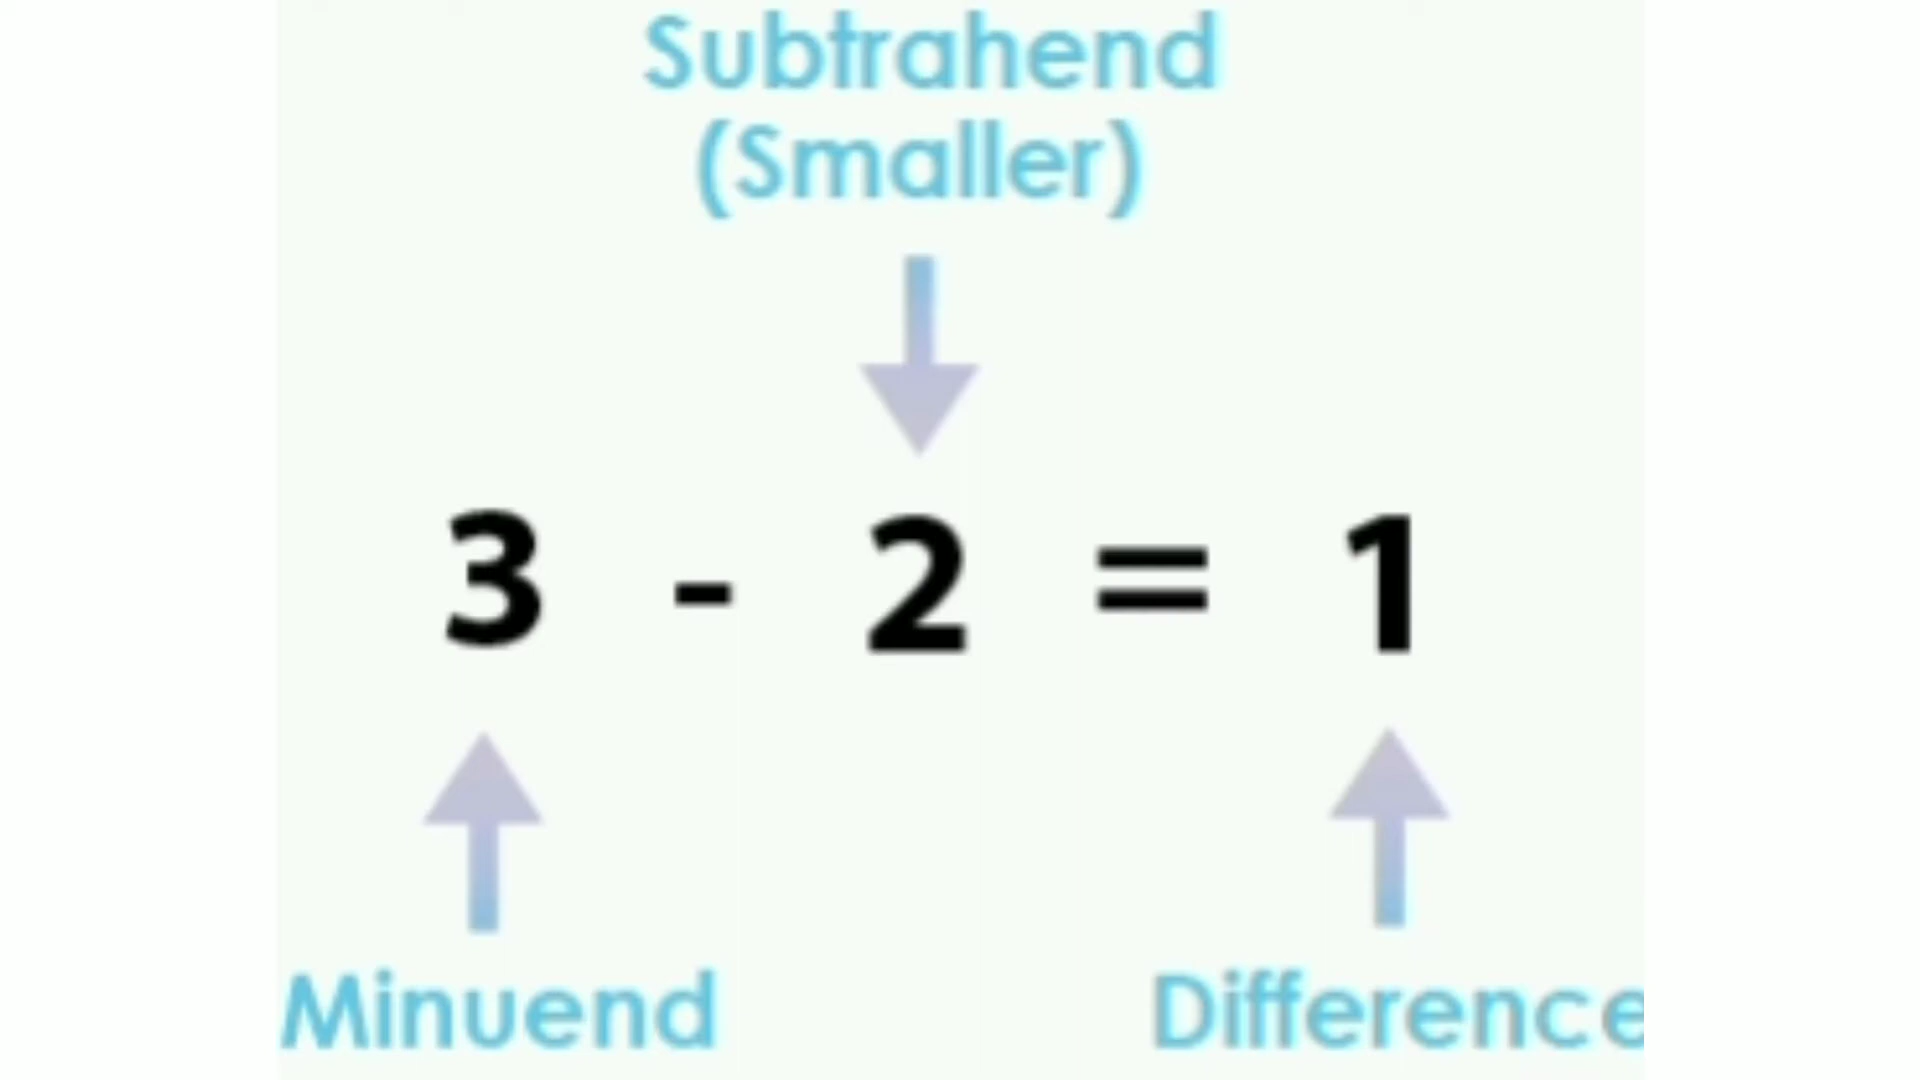 Subtrahend
(Smaller)
3 - 2 = 1
Minuend Difference